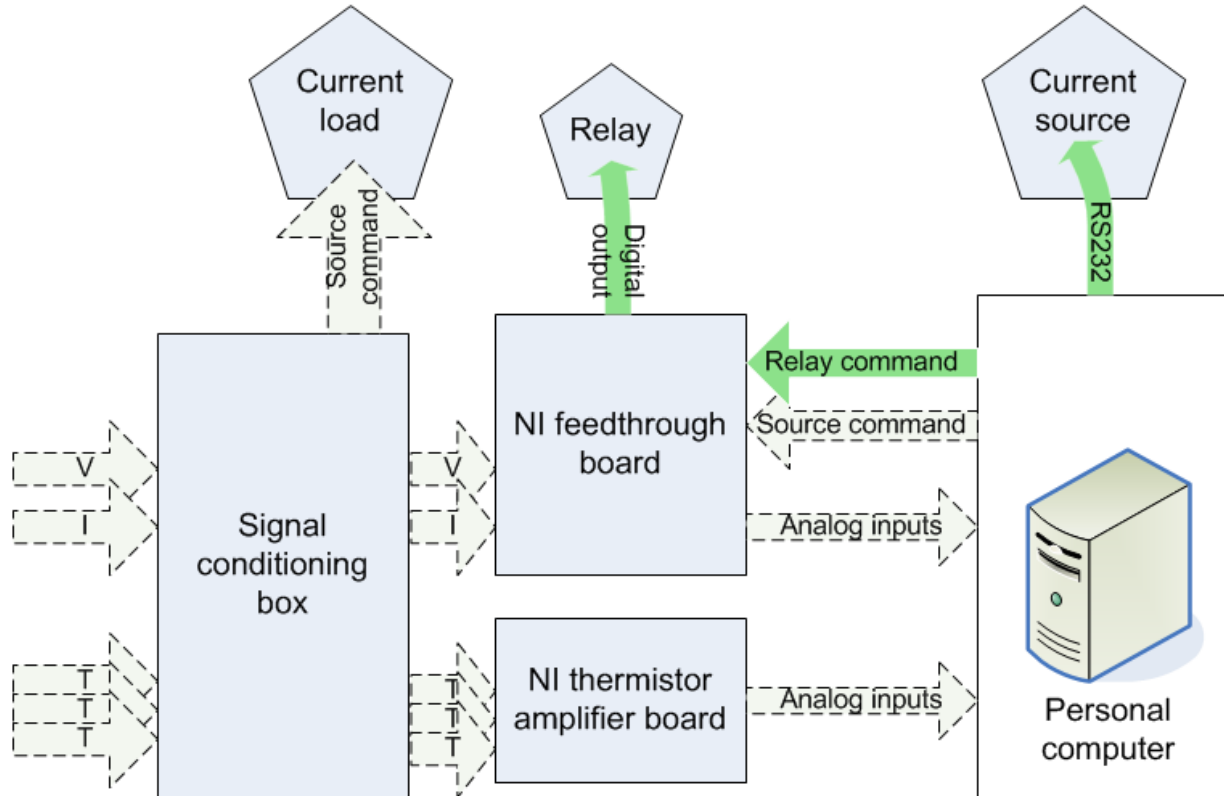 Current
load
Relay
Current
source
Source
command
Digital
output
RS232
Relay command
Source command
V
I
V
I
NI feedthrough
board
Analog inputs
Signal
conditioning
box
T
T
T
T
T
T
NI thermistor
amplifier board
Analog inputs
Personal
computer